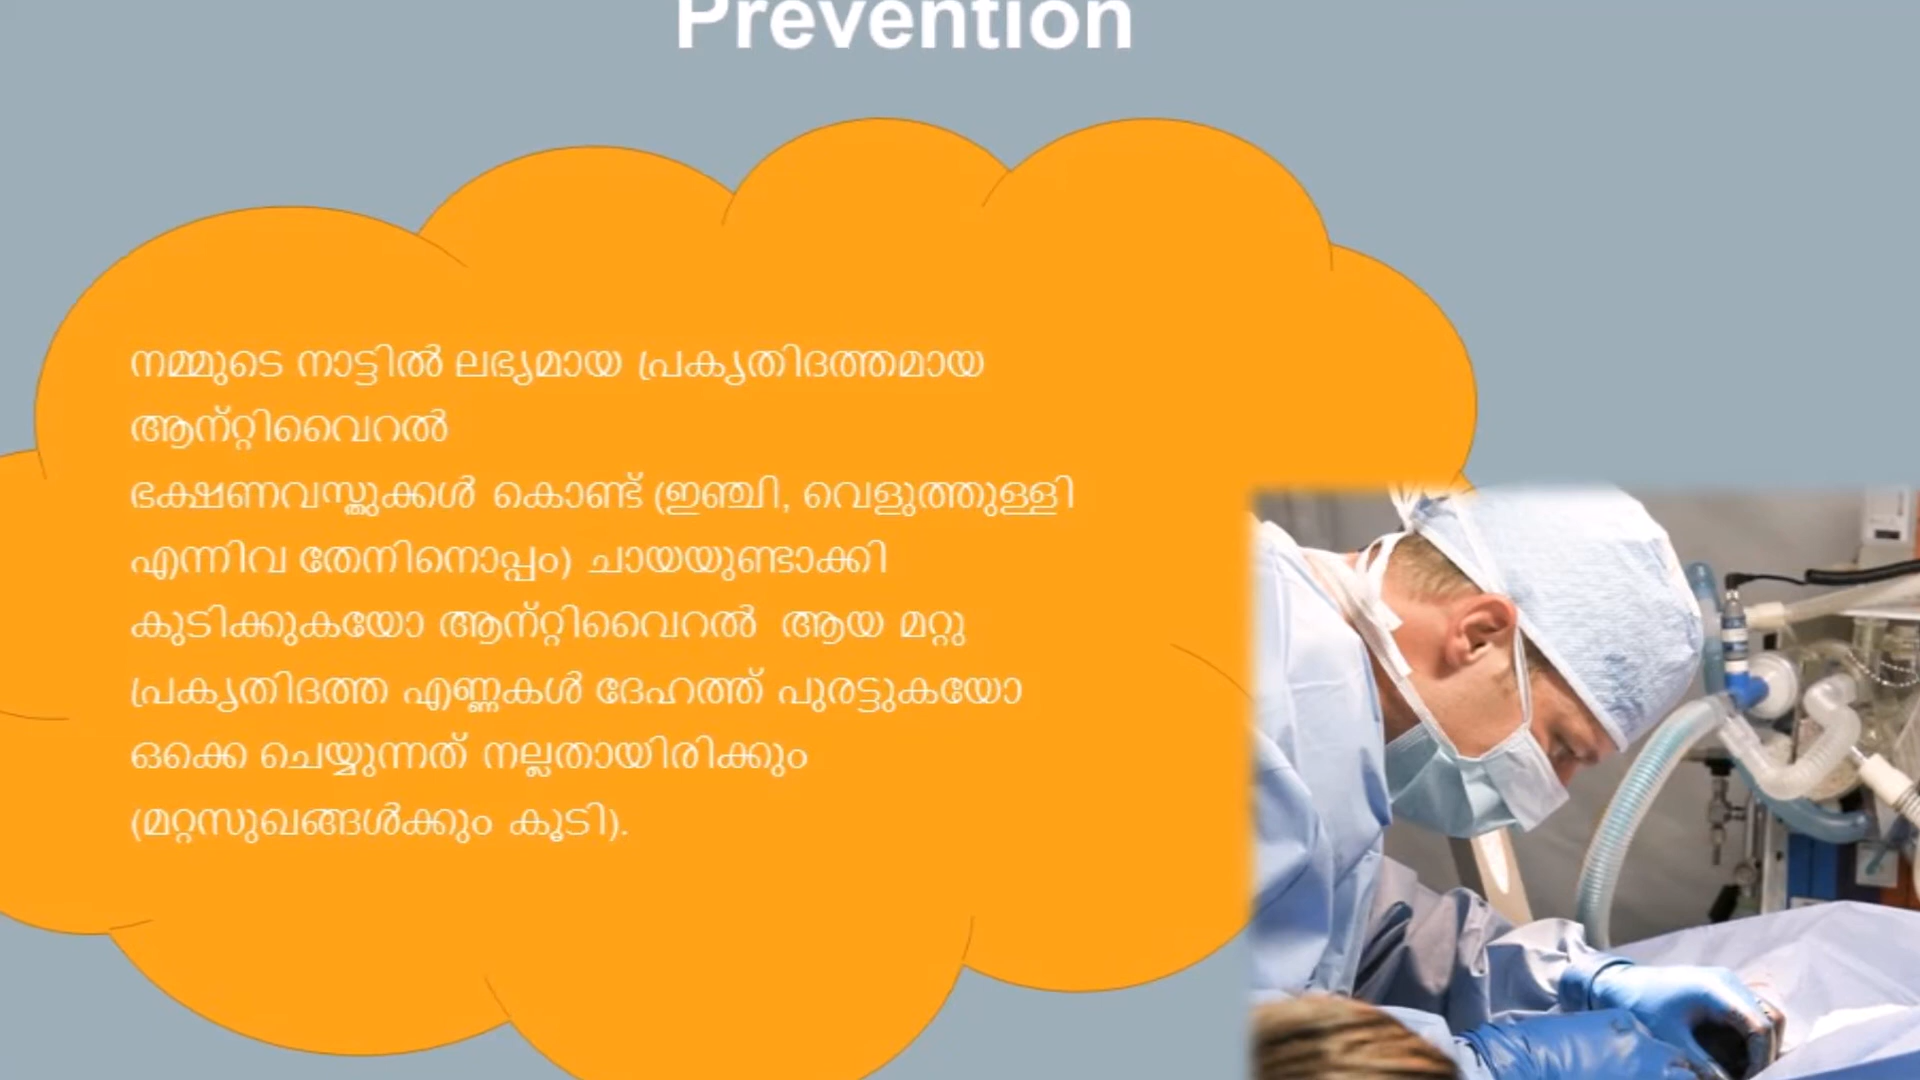 Prevention
നമ്മുടെ നാട്ടിൽ ലഭ്യമായ പ്രകൃതിദത്തമായ
ആന്റിവൈറൽ
ഭക്ഷണവസ്തുക്കൾ കൊണ്ട് (ഇഞ്ചി, വെളുത്തുള്ളി
എന്നിവ തേനിനൊപ്പം) ചായയുണ്ടാക്കി
കുടിക്കുകയോ ആന്റിവൈറൽ ആയ മറ്റു
പ്രകൃതിദത്ത എണ്ണകൾ ദേഹത്ത് പുരട്ടുകയോ
ഒക്കെ ചെയ്യുന്നത് നല്ലതായിരിക്കും
(മറ്റസുഖങ്ങൾക്കും കൂടി).